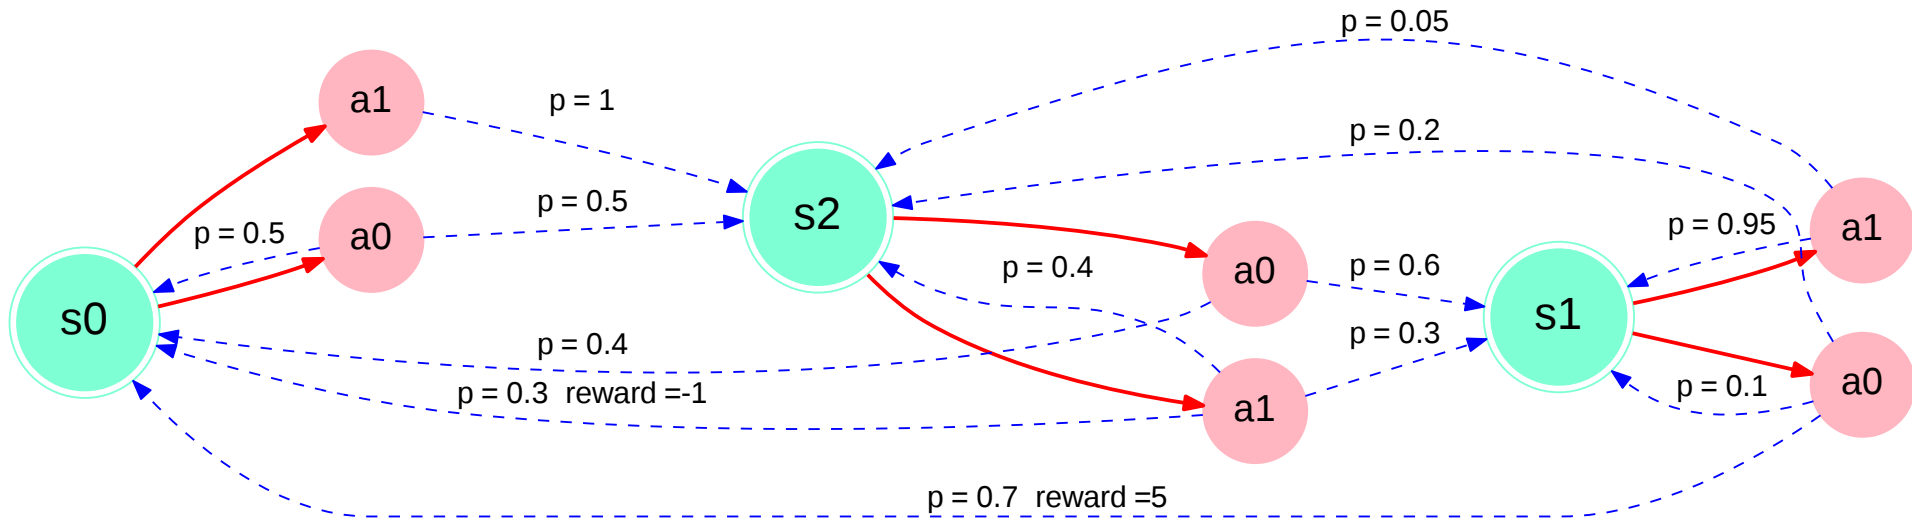 p = 0.05
a1
p = 1
p = 0.2
p = 0.5
s2
p = 0.95
a1
p = 0.5
a0
p = 0.4
a0
p = 0.6
s0
s1
p = 0.4
p = 0.3
p = 0.3  reward =-1
a1
p = 0.1
a0
p = 0.7  reward =5